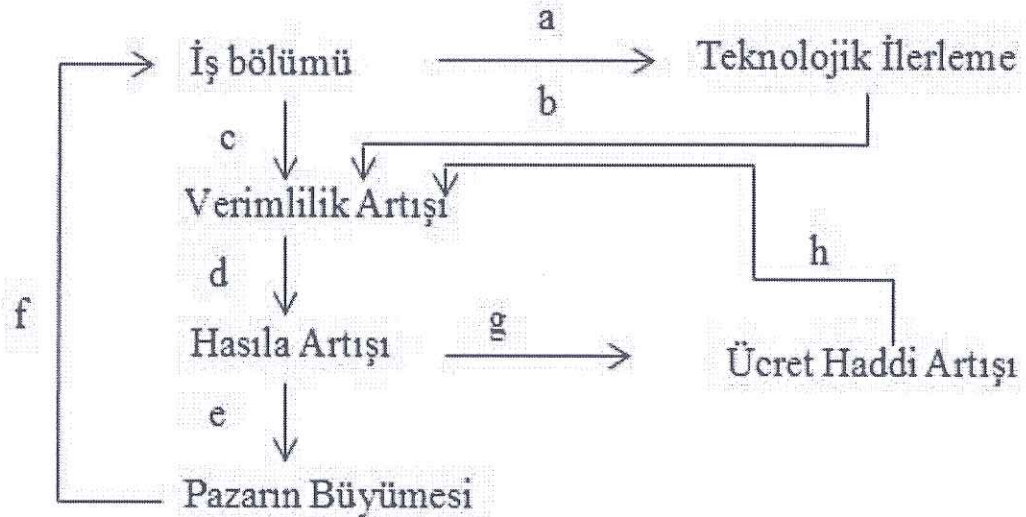 a
İş bölümü
Teknolojik İlerleme
b
c
Verimlilik Artışı
h
d
f
g
Hasıla Artışı
Ücret Haddi Artışı
e
Pazarın Büyümesi